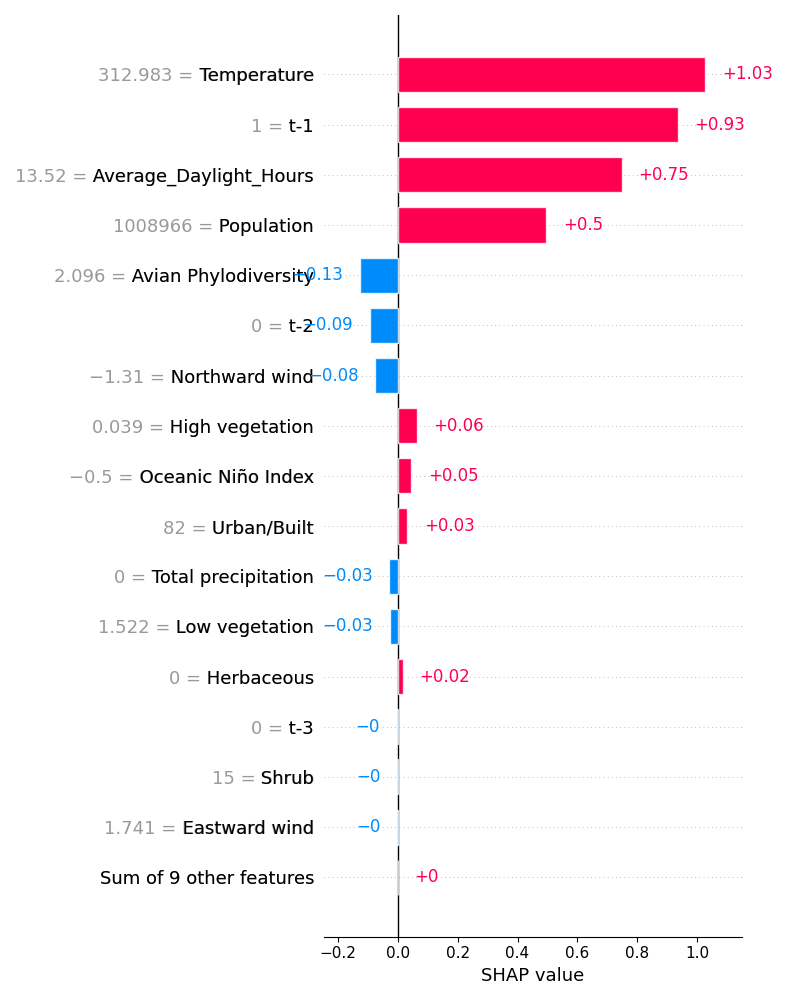 312.983 = Temperature +1.03
1 = t-1 +0.93
13.52 = Average_Daylight_Hours +0.75
1008966 = Population +0.5
2.096 = Avian Phylodiversity −0.13
0 = t-2 −0.09
−1.31 = Northward wind −0.08
0.039 = High vegetation +0.06
−0.5 = Oceanic Niño Index +0.05
82 = Urban/Built +0.03
0 = Total precipitation −0.03
1.522 = Low vegetation −0.03
0 = Herbaceous +0.02
0 = t-3 −0
15 = Shrub −0
1.741 = Eastward wind −0
Sum of 9 other features +0
−0.2 0.0 0.2 0.4 0.6 0.8 1.0
SHAP value